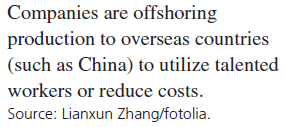 Companies are offshoring
production to overseas countries
(such as China) to utilize talented
workers or reduce costs.
Source: Lianxun Zhang/fotolia.